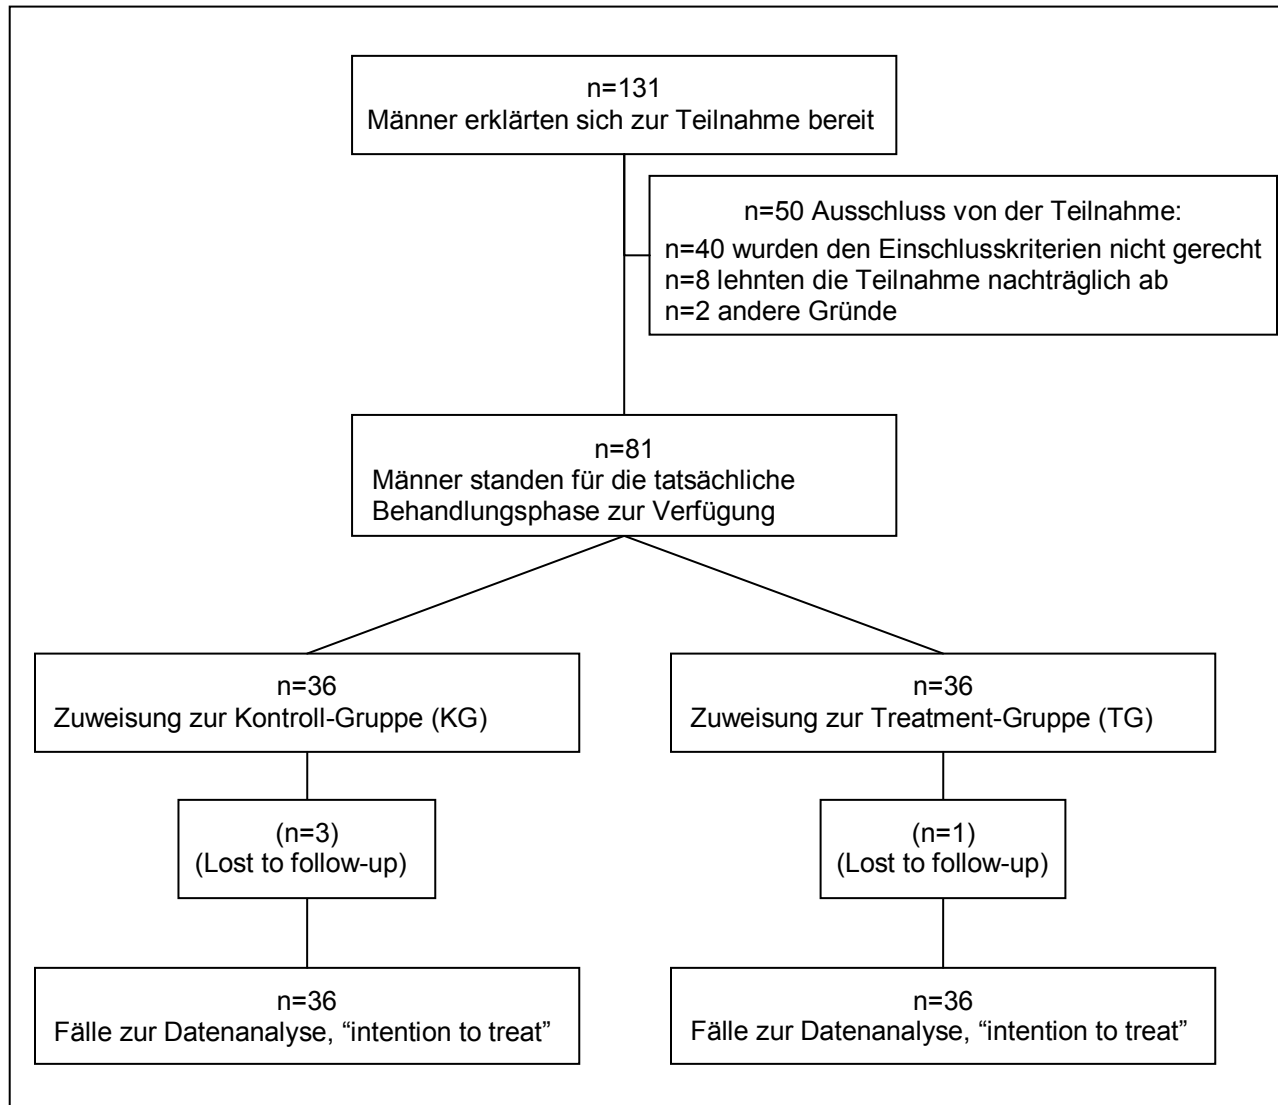 n=131
Männer erklärten sich zur Teilnahme bereit
n=50 Ausschluss von der Teilnahme:
n=40 wurden den Einschlusskriterien nicht gerecht
n=8 lehnten die Teilnahme nachträglich ab
n=2 andere Gründe
n=81
Männer standen für die tatsächliche
Behandlungsphase zur Verfügung
n=36
Zuweisung zur Kontroll-Gruppe (KG)
n=36
Zuweisung zur Treatment-Gruppe (TG)
(n=3)
(Lost to follow-up)
(n=1)
(Lost to follow-up)
n=36
Fälle zur Datenanalyse, “intention to treat”
n=36
Fälle zur Datenanalyse, “intention to treat”